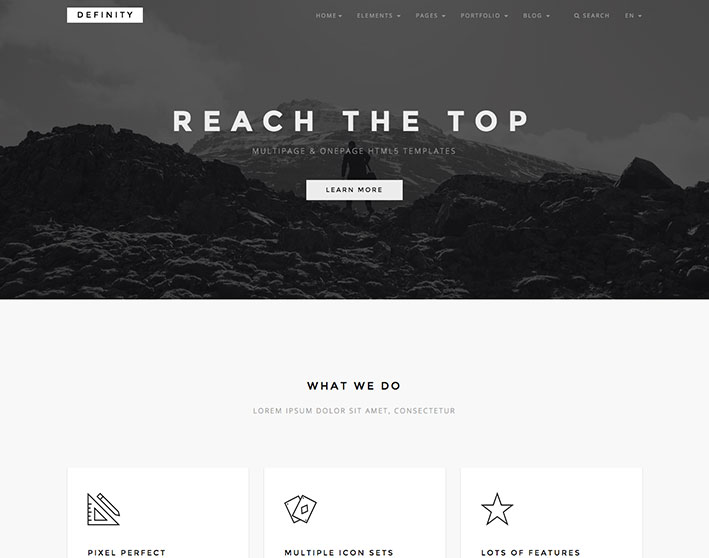 DEFINITY
HOME ELEMENTS PAGES PORTFOLIO BLOG SEARCH EN
REACH THE TOP
MULTIPAGE & ONEPAGE HTML5 TEMPLATES
LEARN MORE
WHAT WE DO
LOREM IPSUM DOLOR SIT AMET, CONSECTETUR
PIXEL PERFECT
MULTIPLE ICON SETS
LOTS OF FEATURES